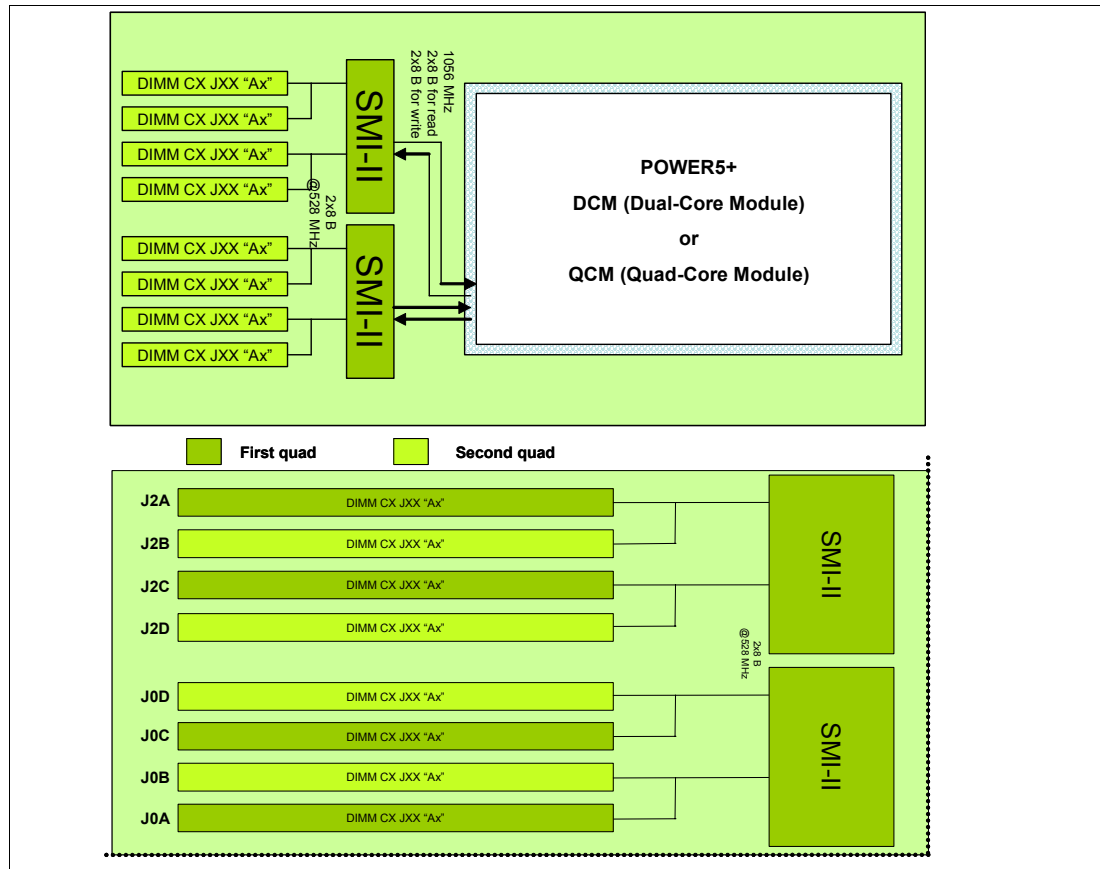 1056 MHz
2x8 B for read
2x8 B for write
DIMM CX JXX “Ax”
DIMM CX JXX “Ax”
DIMM CX JXX “Ax”
DIMM CX JXX “Ax”
SMI-II
2x8 B
@528 MHz
DIMM CX JXX “Ax”
DIMM CX JXX “Ax”
DIMM CX JXX “Ax”
DIMM CX JXX “Ax”
SMI-II
POWER5+
DCM (Dual-Core Module)
or
QCM (Quad-Core Module)
First quad
Second quad
J2A DIMM CX JXX “Ax”
J2B DIMM CX JXX “Ax”
J2C DIMM CX JXX “Ax”
J2D DIMM CX JXX “Ax”
SMI-II
2x8 B
@528 MHz
J0D DIMM CX JXX “Ax”
J0C DIMM CX JXX “Ax”
J0B DIMM CX JXX “Ax”
J0A DIMM CX JXX “Ax”
SMI-II